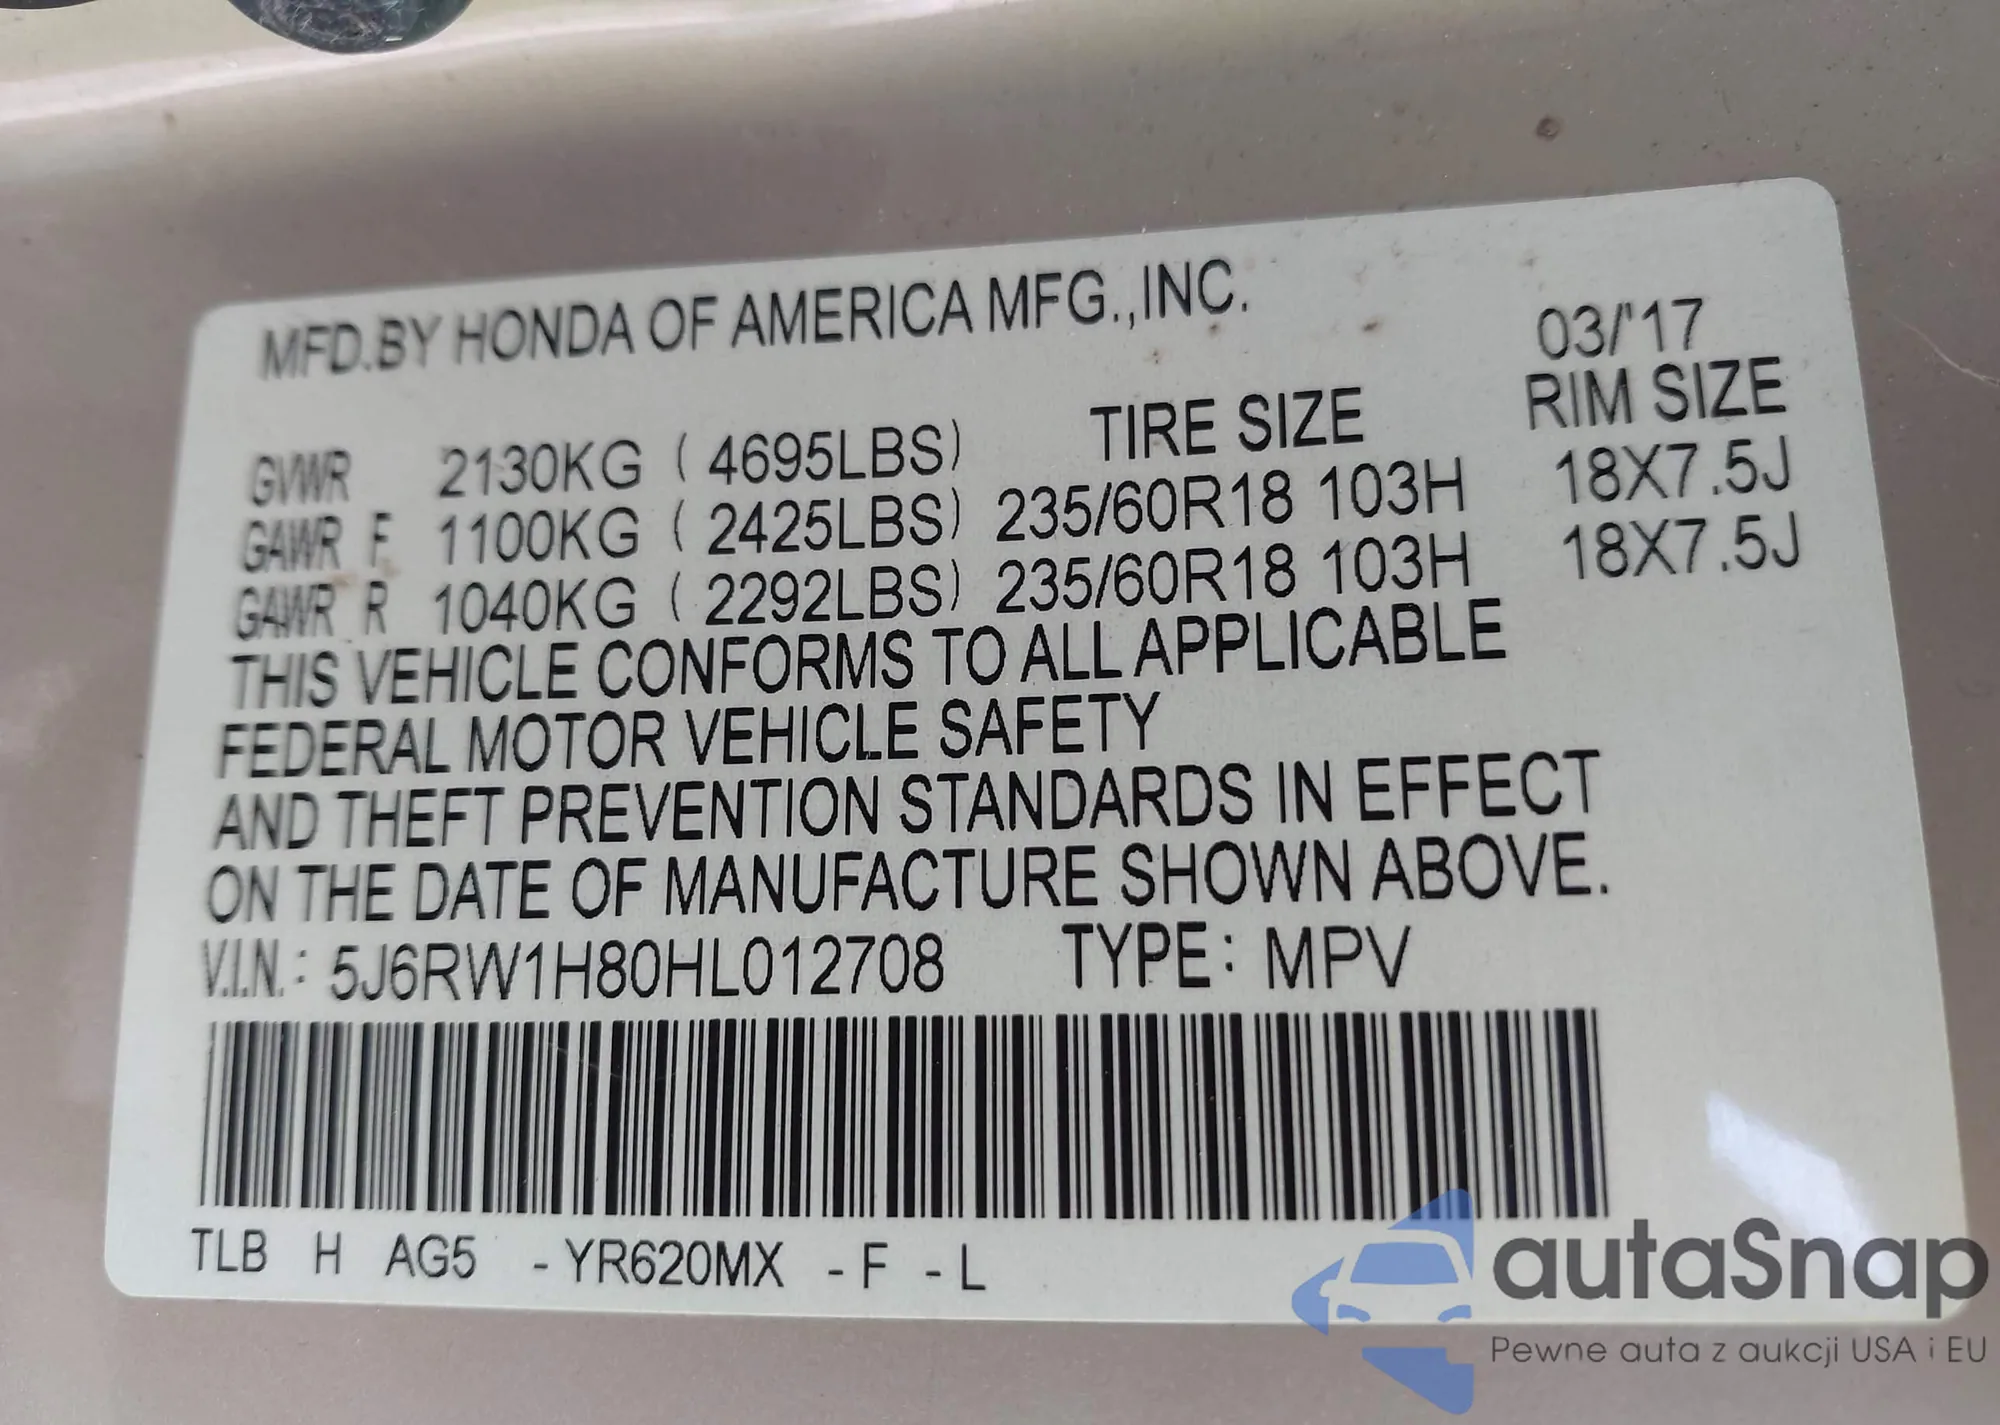 MFD.BY HONDA OF AMERICA MFG.,INC.
03/'17
TIRE SIZE RIM SIZE
GVWR 2130KG ( 4695LBS)
GAWR F 1100KG ( 2425LBS) 235/60R18 103H 18X7.5J
GAWR R 1040KG ( 2292LBS) 235/60R18 103H 18X7.5J
THIS VEHICLE CONFORMS TO ALL APPLICABLE
FEDERAL MOTOR VEHICLE SAFETY
AND THEFT PREVENTION STANDARDS IN EFFECT
ON THE DATE OF MANUFACTURE SHOWN ABOVE.
V.I.N.: 5J6RW1H80HL012708 TYPE: MPV
TLB H AG5 -YR620MX -F -L
autaSnap
Pewne auta z aukcji USA i EU